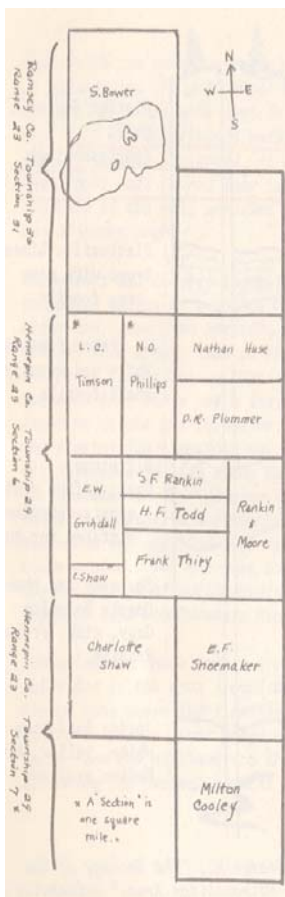 N
W E
S
S. Bower
Ramsey Co. Township 30
Range 23 Section 31
L. C.
Timson
N.O.
Phillips
Nathan Huse
D.R. Plummer
Hennepin Co. Township 29
Range 23 Section 6
E.W.
Grihdall
S.F. Rankin
H.F. Todd
Frank Thiry
Rankin
&
Moore
Shaw
Charlotte
Shaw
E.F.
Shoemaker
Hennepin Co. Township 29
Range 23 Section 7 *
Milton
Cooley
* A "Section" is
one square
mile.